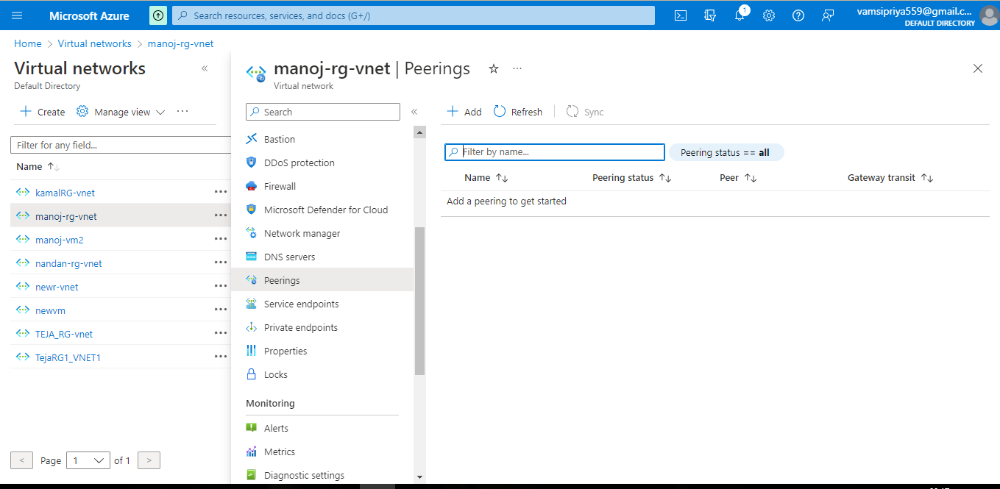 Microsoft Azure
Search resources, services, and docs (G+/)
1
vamsipriya559@gmail.c...
DEFAULT DIRECTORY
Home > Virtual networks > manoj-rg-vnet
Virtual networks «
Default Directory
+ Create Manage view ...
Filter for any field...
Name ↑↓
kamalRG-vnet ...
manoj-rg-vnet ...
manoj-vm2 ...
nandan-rg-vnet ...
newr-vnet ...
newvm ...
TEJA_RG-vnet ...
TejaRG1_VNET1 ...
< Page 1 of 1 >
manoj-rg-vnet | Peerings ☆ ...
Virtual network
Search «
Bastion
DDoS protection
Firewall
Microsoft Defender for Cloud
Network manager
DNS servers
Peerings
Service endpoints
Private endpoints
Properties
Locks
Monitoring
Alerts
Metrics
Diagnostic settings
+ Add Refresh Sync
Filter by name...
Peering status == all
Name ↑↓ Peering status ↑↓ Peer ↑↓ Gateway transit ↑↓
Add a peering to get started